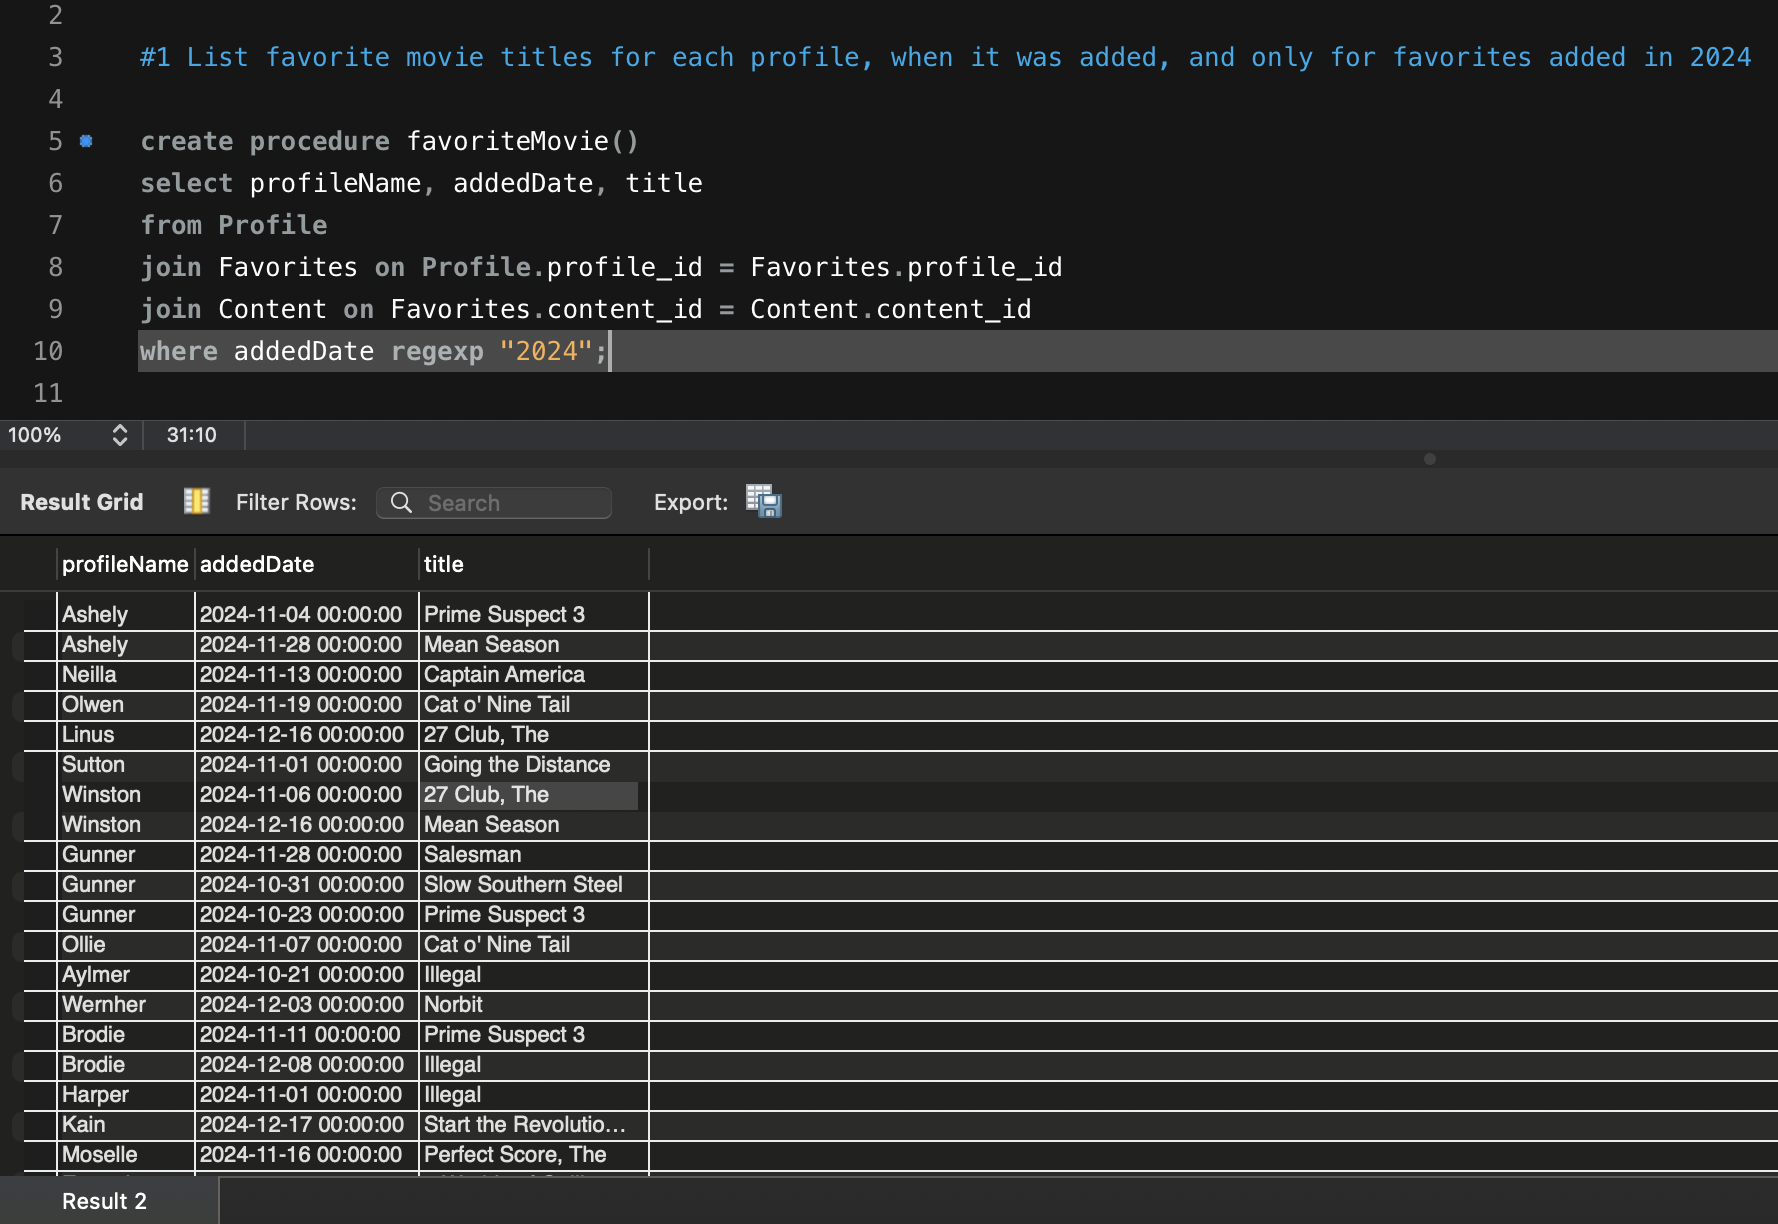 2
3 #1 List favorite movie titles for each profile, when it was added, and only for favorites added in 2024
4
5 create procedure favoriteMovie()
6 select profileName, addedDate, title
7 from Profile
8 join Favorites on Profile.profile_id = Favorites.profile_id
9 join Content on Favorites.content_id = Content.content_id
10 where addedDate regexp "2024";
11
100% 31:10
Result Grid Filter Rows: Search Export:
profileName addedDate title
Ashely 2024-11-04 00:00:00 Prime Suspect 3
Ashely 2024-11-28 00:00:00 Mean Season
Neilla 2024-11-13 00:00:00 Captain America
Olwen 2024-11-19 00:00:00 Cat o' Nine Tail
Linus 2024-12-16 00:00:00 27 Club, The
Sutton 2024-11-01 00:00:00 Going the Distance
Winston 2024-11-06 00:00:00 27 Club, The
Winston 2024-12-16 00:00:00 Mean Season
Gunner 2024-11-28 00:00:00 Salesman
Gunner 2024-10-31 00:00:00 Slow Southern Steel
Gunner 2024-10-23 00:00:00 Prime Suspect 3
Ollie 2024-11-07 00:00:00 Cat o' Nine Tail
Aylmer 2024-10-21 00:00:00 Illegal
Wernher 2024-12-03 00:00:00 Norbit
Brodie 2024-11-11 00:00:00 Prime Suspect 3
Brodie 2024-12-08 00:00:00 Illegal
Harper 2024-11-01 00:00:00 Illegal
Kain 2024-12-17 00:00:00 Start the Revolutio...
Moselle 2024-11-16 00:00:00 Perfect Score, The
Result 2